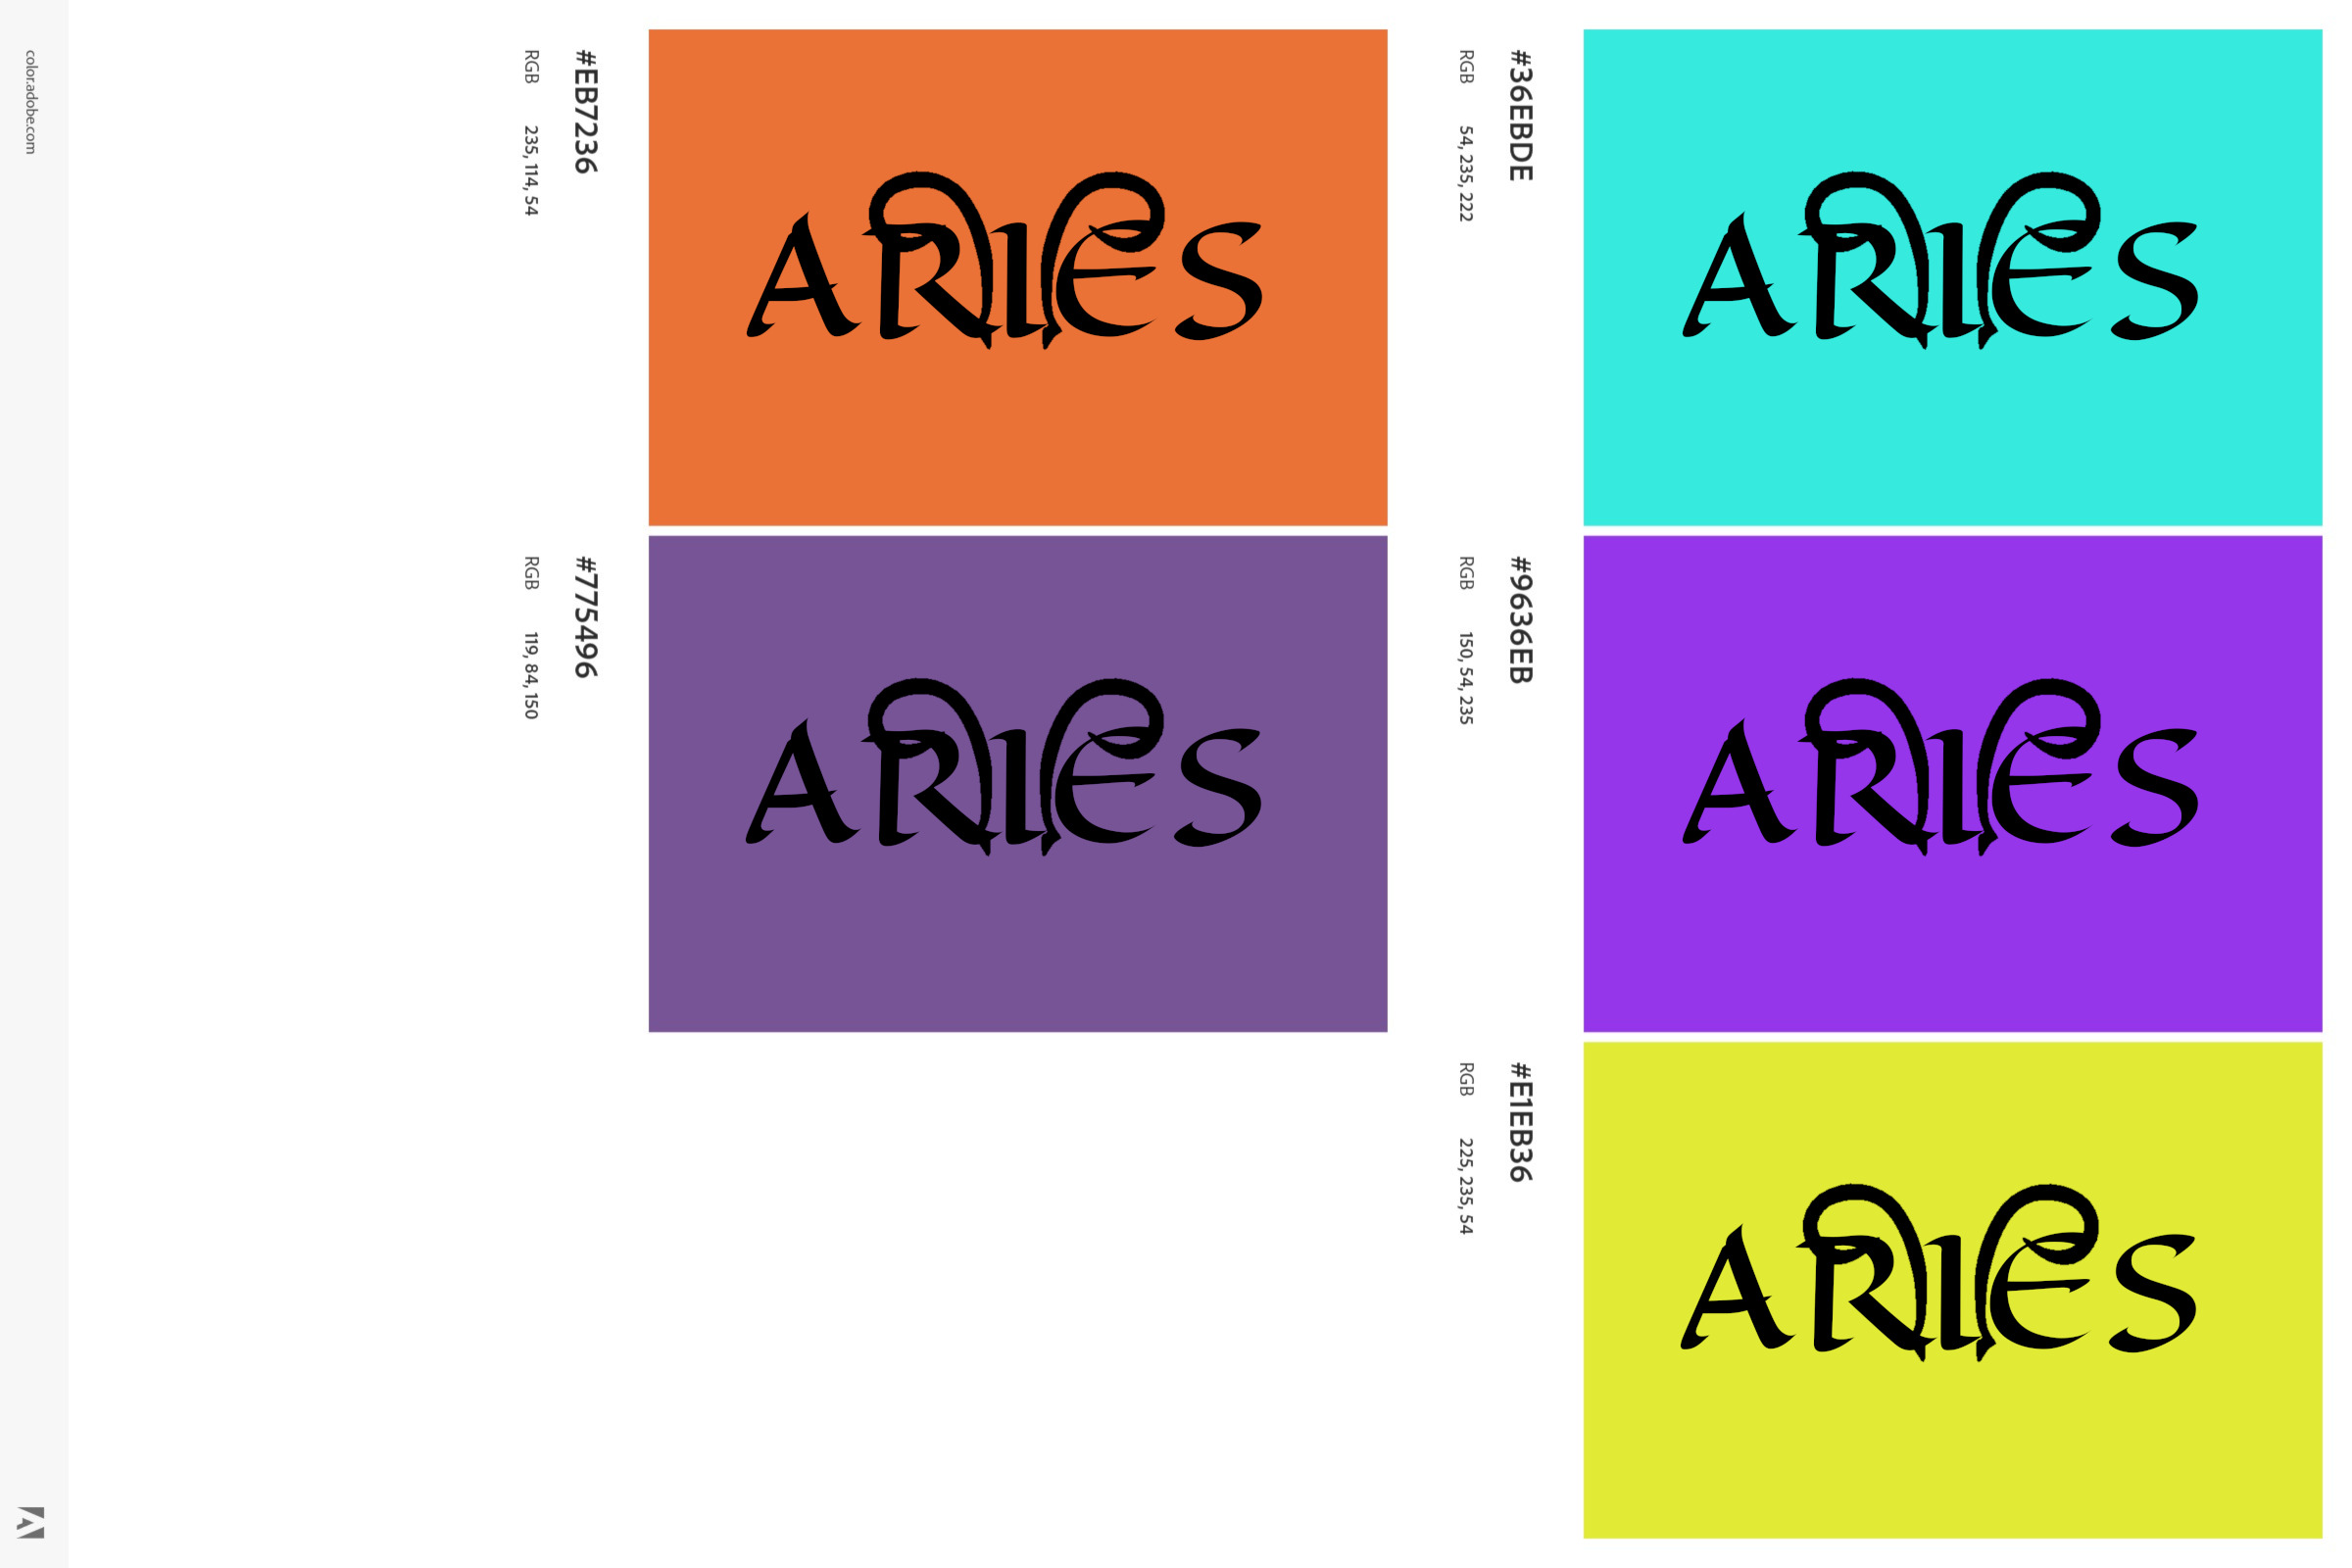 ARIES
#36EBDE
RGB 54, 235, 222
ARIES
#9636EB
RGB 150, 54, 235
ARIES
#E1EB36
RGB 225, 235, 54
ARIES
#EB7236
RGB 235, 114, 54
ARIES
#775496
RGB 119, 84, 150
color.adobe.com